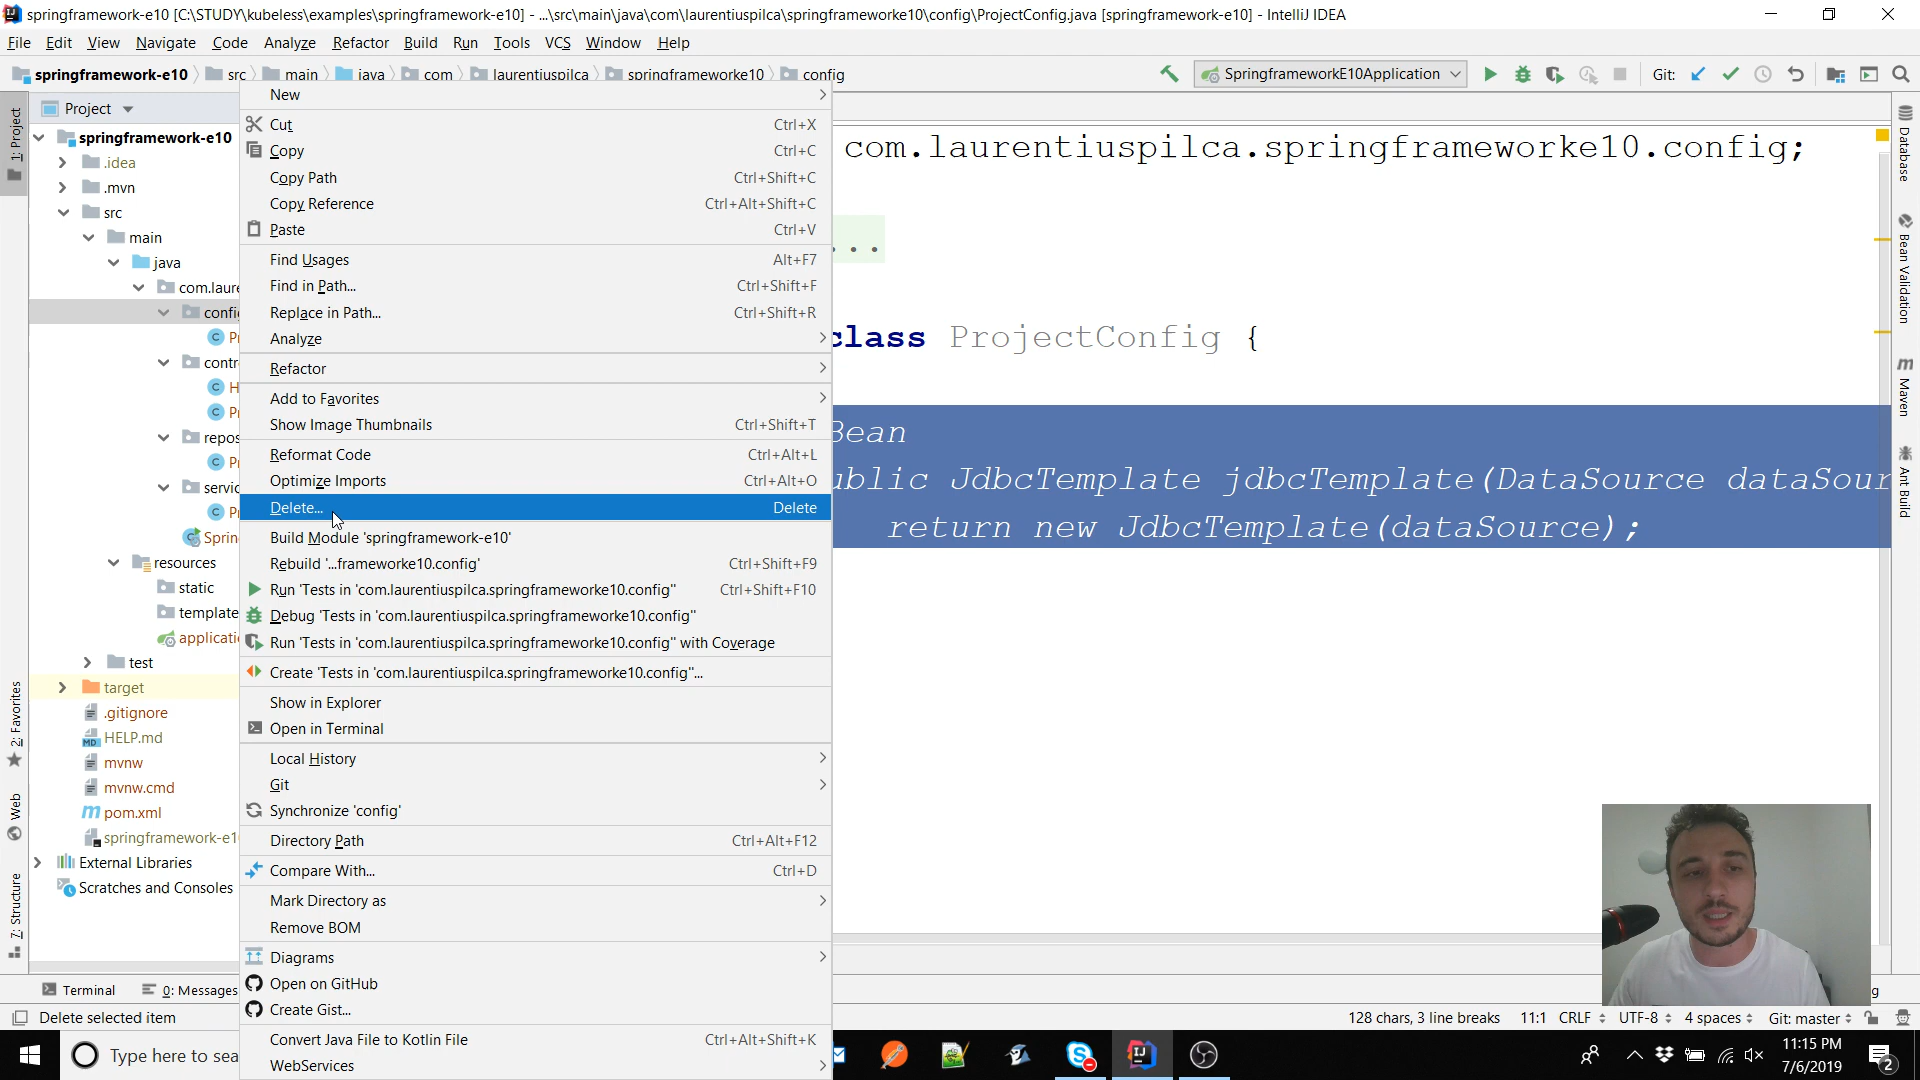 springframework-e10 [C:\STUDY\kubeless\examples\springframework-e10] - ...\src\main\java\com\laurentiuspilca\springframeworke10\config\ProjectConfig.java [springframework-e10] - IntelliJ IDEA
File Edit View Navigate Code Analyze Refactor Build Run Tools VCS Window Help
springframework-e10 src main java com laurentiuspilca springframeworke10 config SpringframeworkE10Application Git:
Project
springframework-e10
.idea
.mvn
src
main
java
com.laure
config
contr
repos
servic
Sprin
resources
static
template
applicatio
test
target
.gitignore
HELP.md
mvnw
mvnw.cmd
pom.xml
springframework-e1
External Libraries
Scratches and Consoles
1: Project
2: Favorites
Web
7: Structure
New
Cut Ctrl+X
Copy Ctrl+C
Copy Path Ctrl+Shift+C
Copy Reference Ctrl+Alt+Shift+C
Paste Ctrl+V
Find Usages Alt+F7
Find in Path... Ctrl+Shift+F
Replace in Path... Ctrl+Shift+R
Analyze
Refactor
Add to Favorites
Show Image Thumbnails Ctrl+Shift+T
Reformat Code Ctrl+Alt+L
Optimize Imports Ctrl+Alt+O
Delete... Delete
Build Module 'springframework-e10'
Rebuild '...frameworke10.config' Ctrl+Shift+F9
Run 'Tests in 'com.laurentiuspilca.springframeworke10.config'' Ctrl+Shift+F10
Debug 'Tests in 'com.laurentiuspilca.springframeworke10.config''
Run 'Tests in 'com.laurentiuspilca.springframeworke10.config'' with Coverage
Create 'Tests in 'com.laurentiuspilca.springframeworke10.config''...
Show in Explorer
Open in Terminal
Local History
Git
Synchronize 'config'
Directory Path Ctrl+Alt+F12
Compare With... Ctrl+D
Mark Directory as
Remove BOM
Diagrams
Open on GitHub
Create Gist...
Convert Java File to Kotlin File Ctrl+Alt+Shift+K
WebServices
com.laurentiuspilca.springframeworke10.config;
...
class ProjectConfig {
Bean
ublic JdbcTemplate jdbcTemplate(DataSource dataSour
return new JdbcTemplate(dataSource);
Database
Bean Validation
Maven
Ant Build
Terminal 0: Messages
Delete selected item 128 chars, 3 line breaks 11:1 CRLF UTF-8 4 spaces Git: master
Type here to sea
11:15 PM
7/6/2019
2